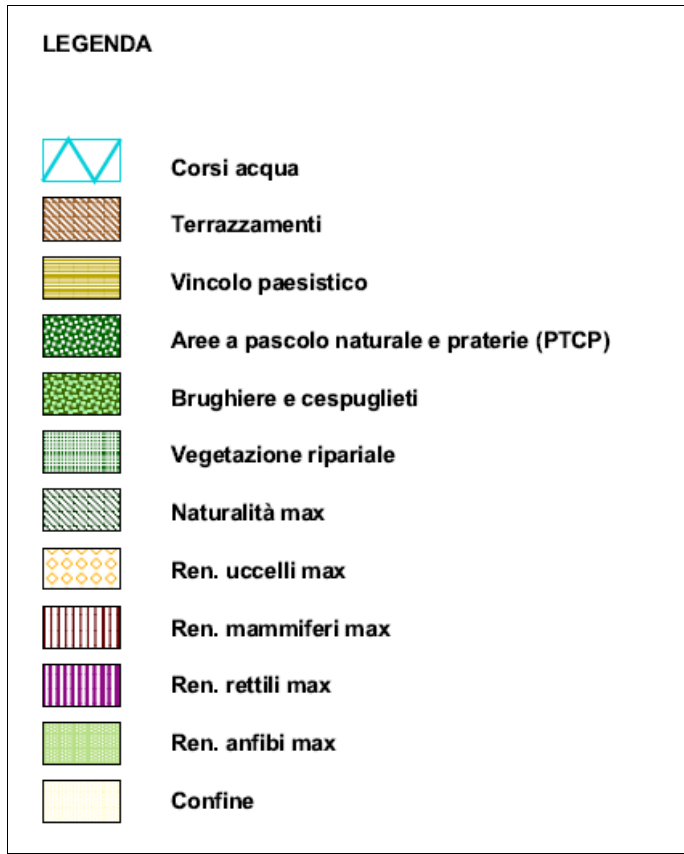 LEGENDA
Corsi acqua
Terrazzamenti
Vincolo paesistico
Aree a pascolo naturale e praterie (PTCP)
Brughiere e cespuglieti
Vegetazione ripariale
Naturalità max
Ren. uccelli max
Ren. mammiferi max
Ren. rettili max
Ren. anfibi max
Confine